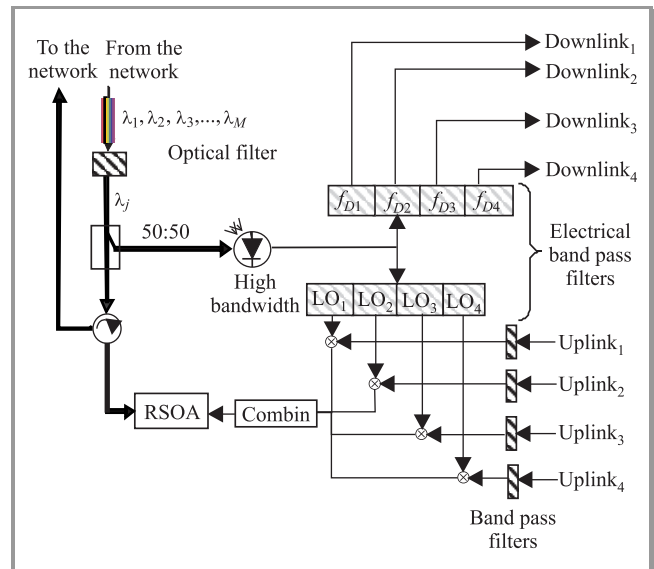 To the
network
From the
network
λ1, λ2, λ3,..., λM
Optical filter
λj
50:50
High
bandwidth
Downlink1
Downlink2
Downlink3
Downlink4
fD1 fD2 fD3 fD4
Electrical
band pass
filters
LO1 LO2 LO3 LO4
Uplink1
Uplink2
Uplink3
Uplink4
RSOA
Combin
Band pass
filters